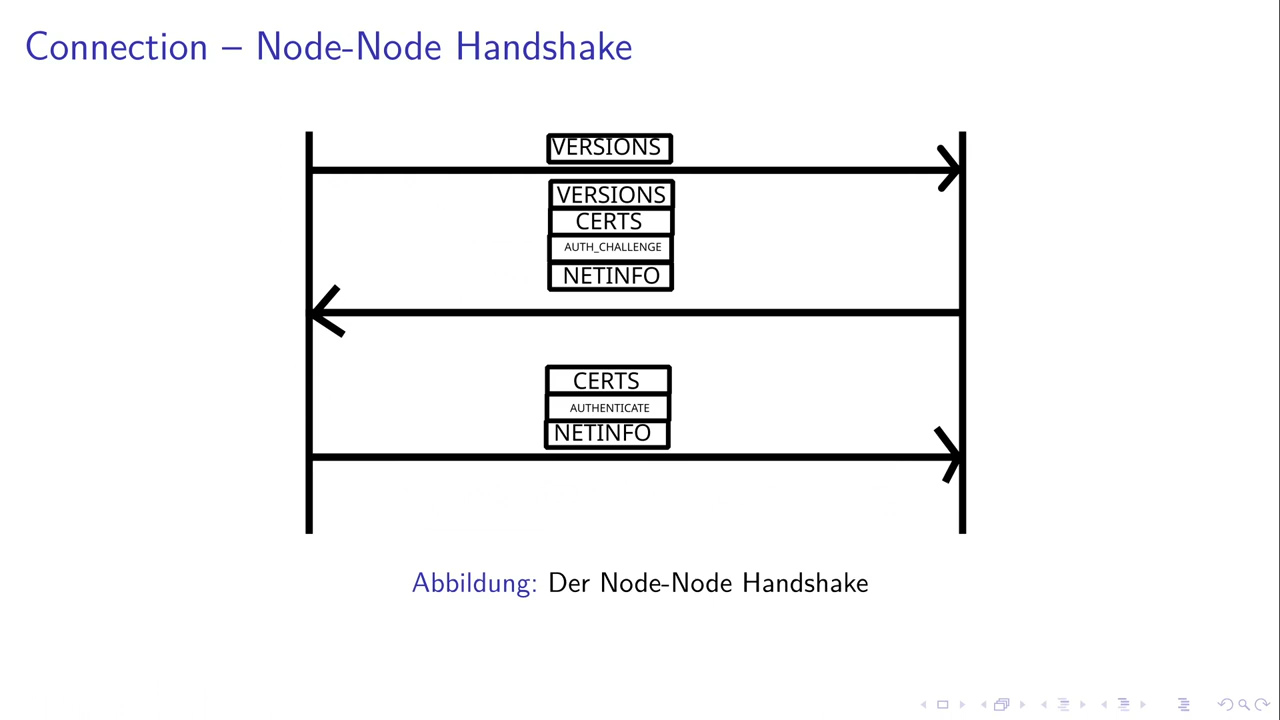 Connection – Node-Node Handshake
VERSIONS
VERSIONS
CERTS
AUTH_CHALLENGE
NETINFO
CERTS
AUTHENTICATE
NETINFO
Abbildung: Der Node-Node Handshake